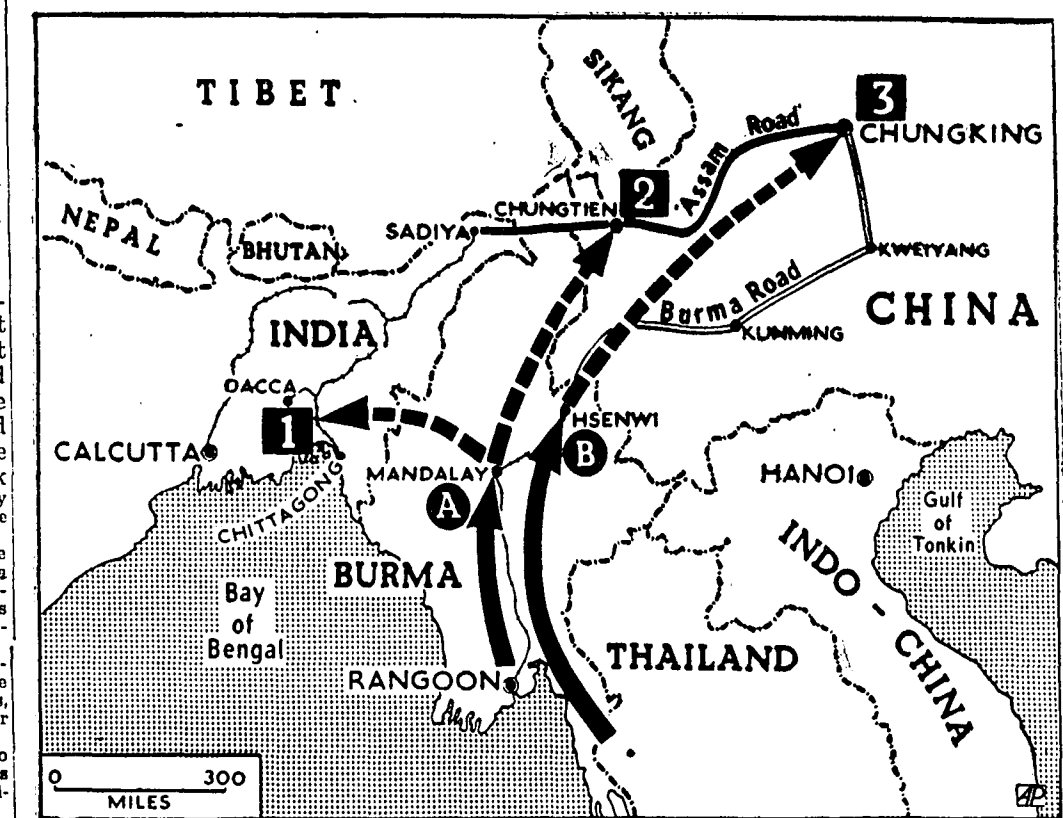 TIBET
SIKANG
3
CHUNGKING
Assam Road
2
CHUNGTIEN
SADIYA
NEPAL
BHUTAN
KWEIYANG
Burma Road
CHINA
KUNMING
INDIA
DACCA
1
HSENWI
B
CALCUTTA
MANDALAY
A
HANOI
CHITTAGONG
Gulf
of
Tonkin
BURMA
INDO-CHINA
Bay
of
Bengal
THAILAND
RANGOON
0 300
MILES
AP